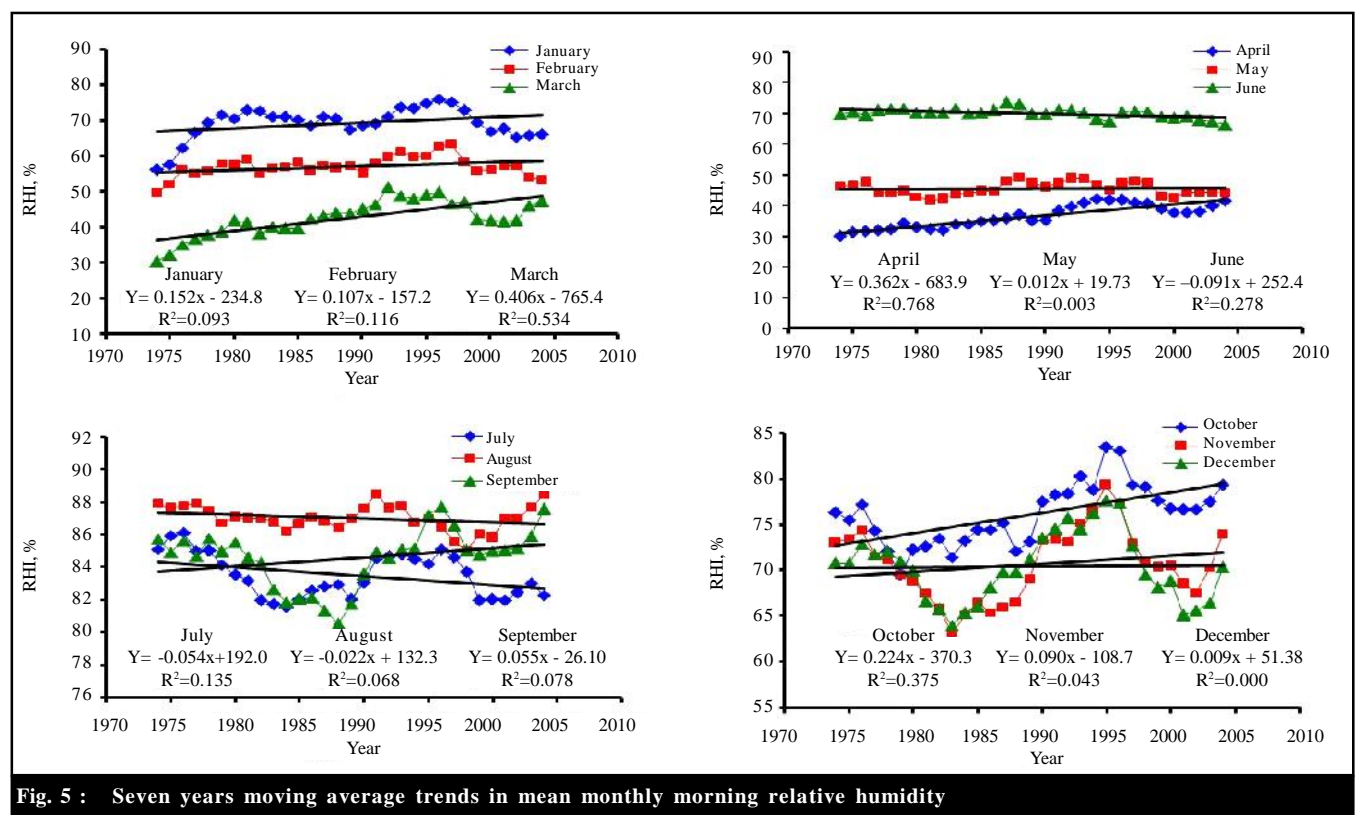 90
80
70
60
50
40
30
20
10
RHI, %
January
February
March
January February March
Y= 0.152x - 234.8 Y= 0.107x - 157.2 Y= 0.406x - 765.4
R²=0.093 R²=0.116 R²=0.534
1970 1975 1980 1985 1990 1995 2000 2005 2010
Year
90
80
70
60
50
40
30
20
10
0
RHI, %
April
May
June
April May June
Y= 0.362x - 683.9 Y= 0.012x + 19.73 Y= –0.091x + 252.4
R²=0.768 R²=0.003 R²=0.278
1970 1975 1980 1985 1990 1995 2000 2005 2010
Year
92
90
88
86
84
82
80
78
76
RHI, %
July
August
September
July August September
Y= -0.054x+192.0 Y= -0.022x + 132.3 Y= 0.055x - 26.10
R²=0.135 R²=0.068 R²=0.078
1970 1975 1980 1985 1990 1995 2000 2005 2010
Year
85
80
75
70
65
60
55
RHI, %
October
November
December
October November December
Y= 0.224x - 370.3 Y= 0.090x - 108.7 Y= 0.009x + 51.38
R²=0.375 R²=0.043 R²=0.000
1970 1975 1980 1985 1990 1995 2000 2005 2010
Year
Fig. 5 : Seven years moving average trends in mean monthly morning relative humidity